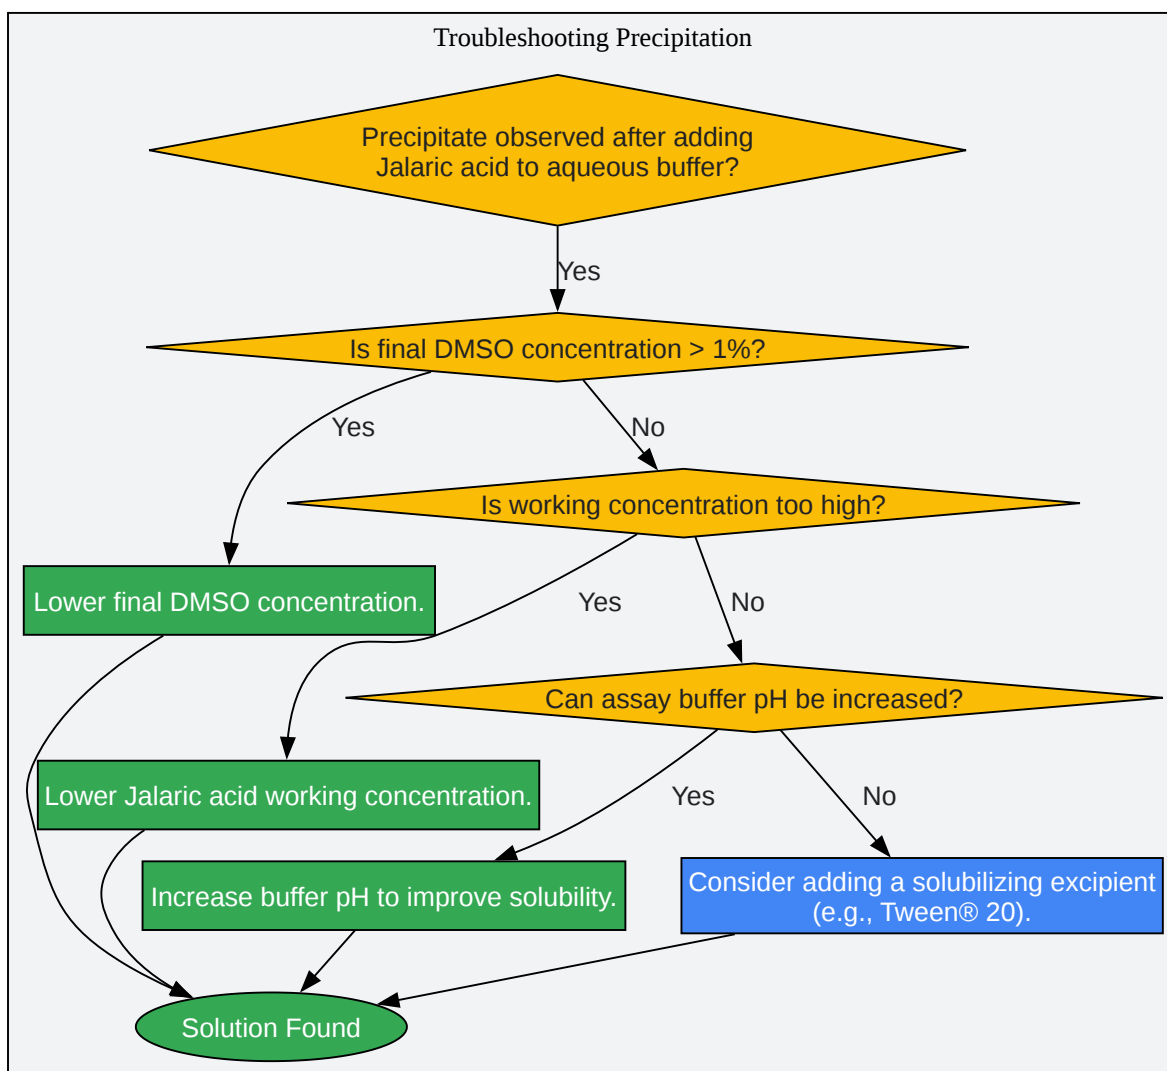 Troubleshooting Precipitation
Precipitate observed after adding
Jalaric acid to aqueous buffer?
Yes
Is final DMSO concentration > 1%?
Yes
No
Is working concentration too high?
Lower final DMSO concentration.
Yes
No
Can assay buffer pH be increased?
Lower Jalaric acid working concentration.
Yes
No
Increase buffer pH to improve solubility.
Consider adding a solubilizing excipient
(e.g., Tween® 20).
Solution Found